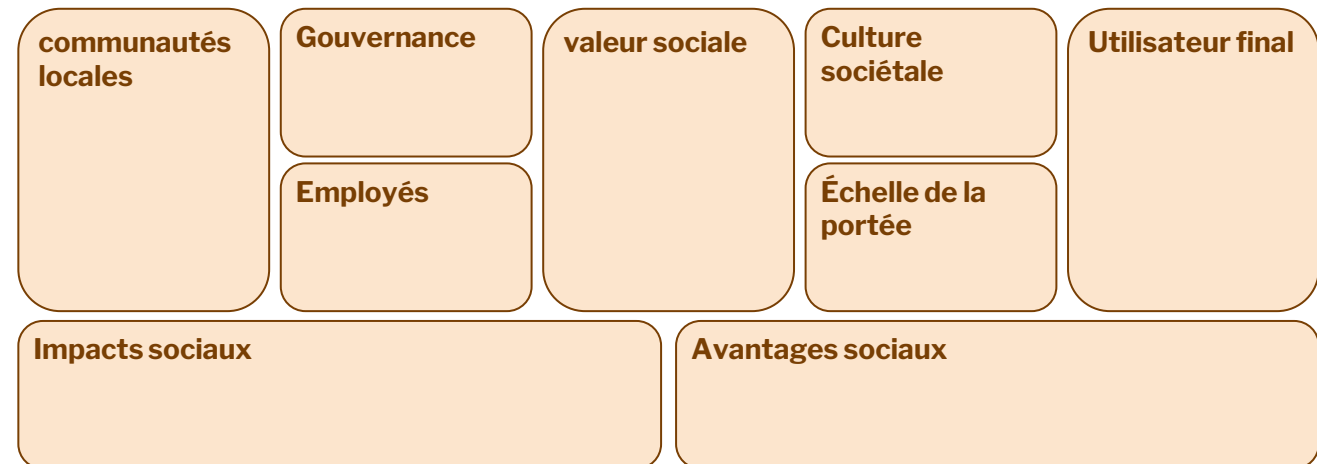 communautés
locales
Gouvernance
Employés
valeur sociale
Culture
sociétale
Échelle de la
portée
Utilisateur final
Impacts sociaux
Avantages sociaux